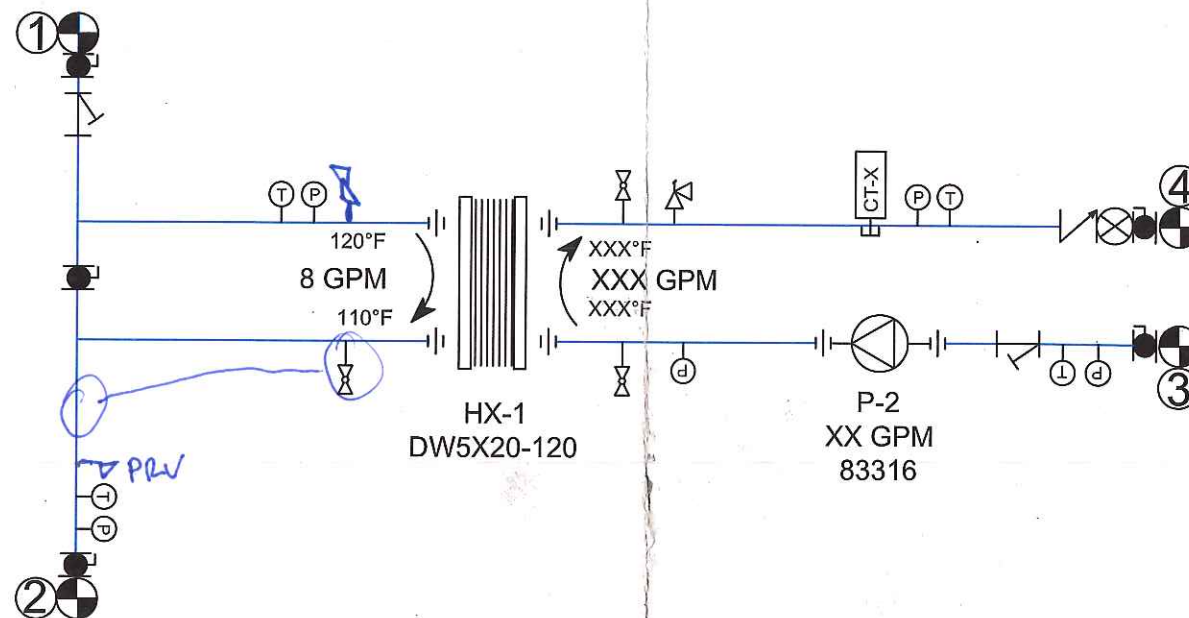 1
4
CT-X
T P
P T
120°F
8 GPM
110°F
XXX°F
XXX GPM
XXX°F
T P
P
3
HX-1
DW5X20-120
P-2
XX GPM
83316
PRV
T
P
2